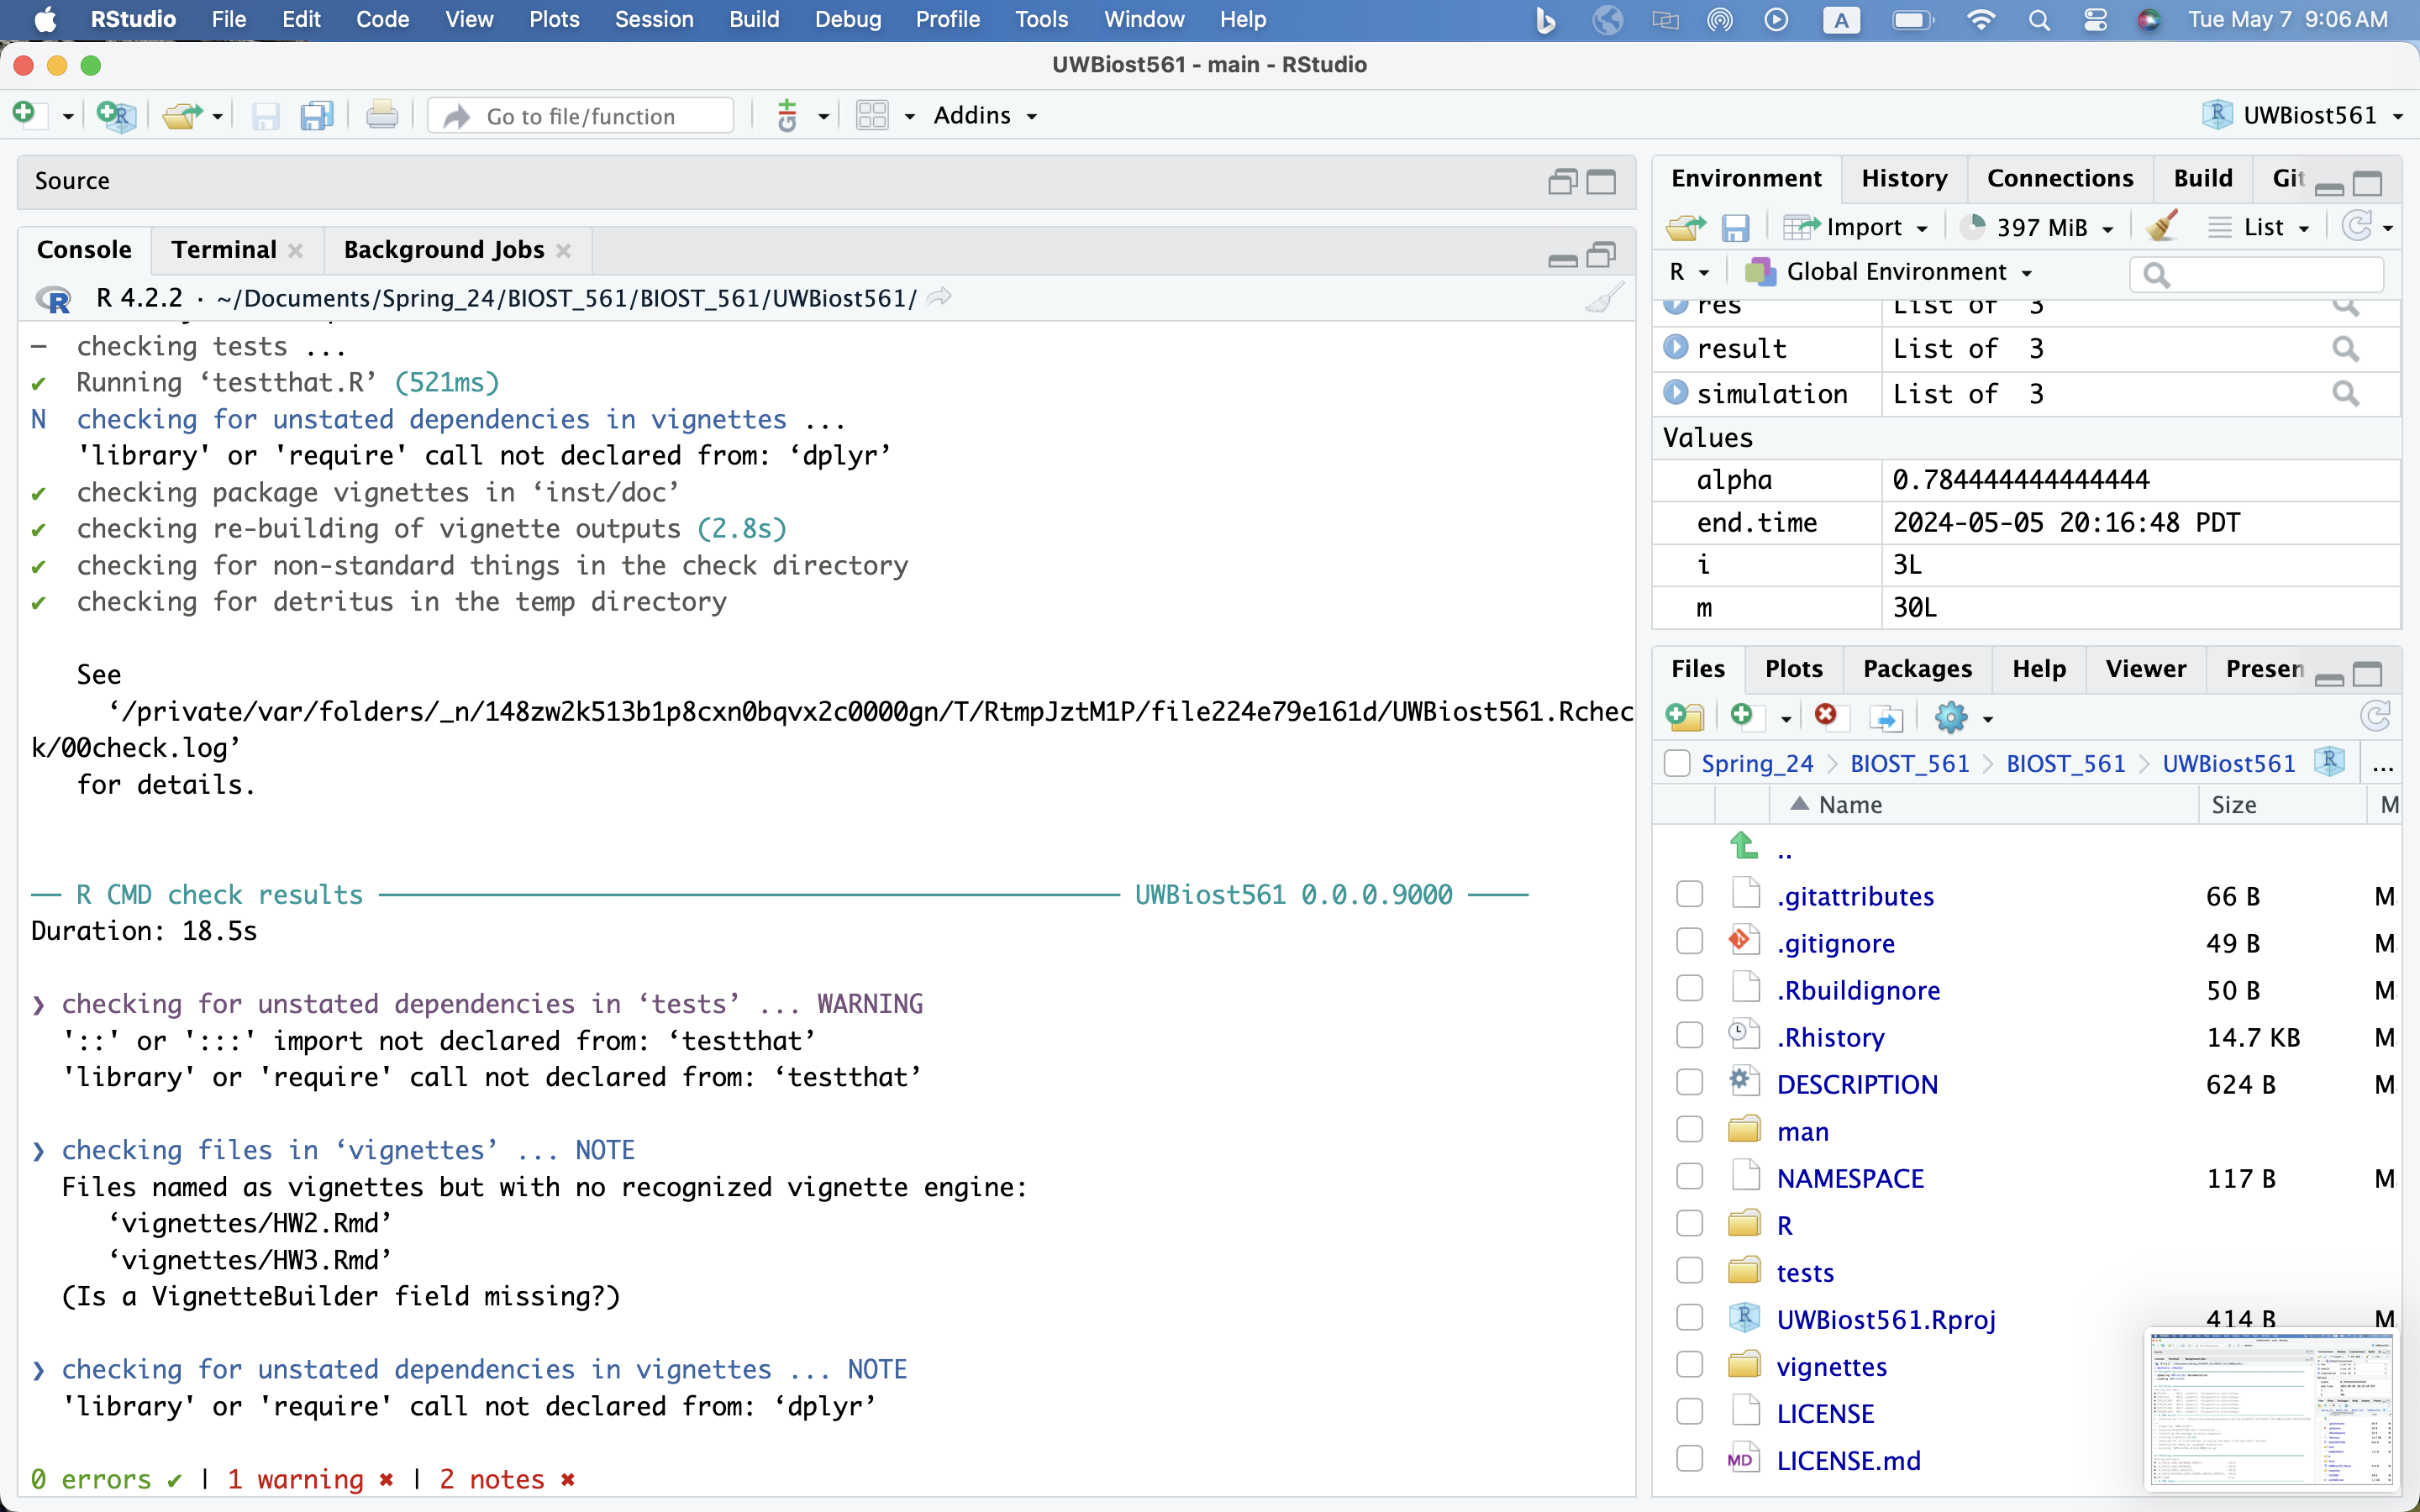 RStudio File Edit Code View Plots Session Build Debug Profile Tools Window Help A Tue May 7 9:06 AM
UWBiost561 - main - RStudio
Go to file/function Addins UWBiost561
Source
Console Terminal Background Jobs
R 4.2.2 · ~/Documents/Spring_24/BIOST_561/BIOST_561/UWBiost561/
─ checking tests ...
✔ Running ‘testthat.R’ (521ms)
N checking for unstated dependencies in vignettes ...
'library' or 'require' call not declared from: ‘dplyr’
✔ checking package vignettes in ‘inst/doc’
✔ checking re-building of vignette outputs (2.8s)
✔ checking for non-standard things in the check directory
✔ checking for detritus in the temp directory
See
‘/private/var/folders/_n/148zw2k513b1p8cxn0bqvx2c0000gn/T/RtmpJztM1P/file224e79e161d/UWBiost561.Rchec
k/00check.log’
for details.
── R CMD check results ──── UWBiost561 0.0.0.9000 ────
Duration: 18.5s
❯ checking for unstated dependencies in ‘tests’ ... WARNING
'::' or ':::' import not declared from: ‘testthat’
'library' or 'require' call not declared from: ‘testthat’
❯ checking files in ‘vignettes’ ... NOTE
Files named as vignettes but with no recognized vignette engine:
‘vignettes/HW2.Rmd’
‘vignettes/HW3.Rmd’
(Is a VignetteBuilder field missing?)
❯ checking for unstated dependencies in vignettes ... NOTE
'library' or 'require' call not declared from: ‘dplyr’
0 errors ✔ | 1 warning ✖ | 2 notes ✖
Environment History Connections Build Git
Import 397 MiB List
R Global Environment
res List of 3
result List of 3
simulation List of 3
Values
alpha 0.784444444444444
end.time 2024-05-05 20:16:48 PDT
i 3L
m 30L
Files Plots Packages Help Viewer Presen
Spring_24 BIOST_561 BIOST_561 UWBiost561 ...
Name Size M
..
.gitattributes 66 B M
.gitignore 49 B M
.Rbuildignore 50 B M
.Rhistory 14.7 KB M
DESCRIPTION 624 B M
man
NAMESPACE 117 B M
R
tests
UWBiost561.Rproj 414 B M
vignettes
LICENSE
MD LICENSE.md